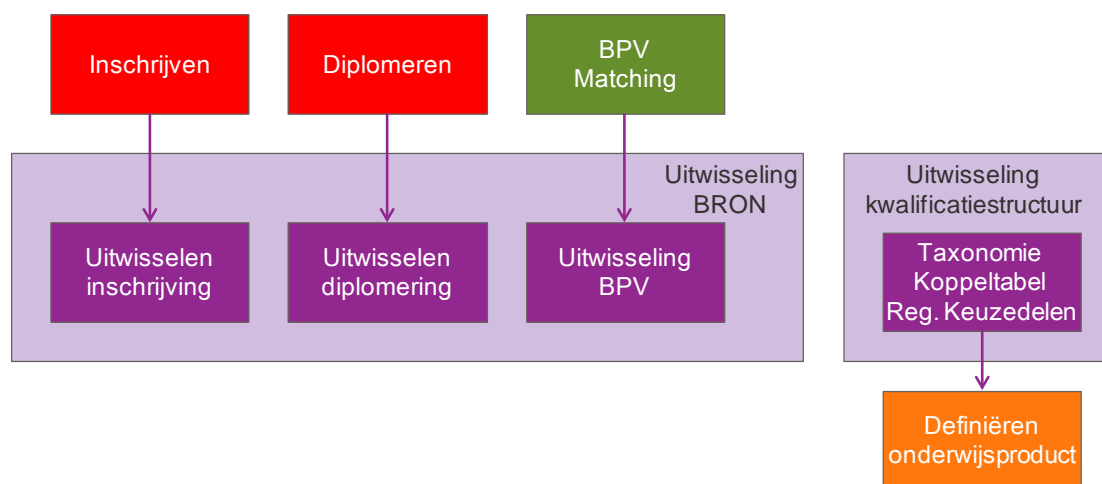 Inschrijven
Diplomeren
BPV
Matching
Uitwisseling
BRON
Uitwisselen
inschrijving
Uitwisselen
diplomering
Uitwisseling
BPV
Uitwisseling
kwalificatiestructuur
Taxonomie
Koppeltabel
Reg. Keuzedelen
Definiëren
onderwijsproduct